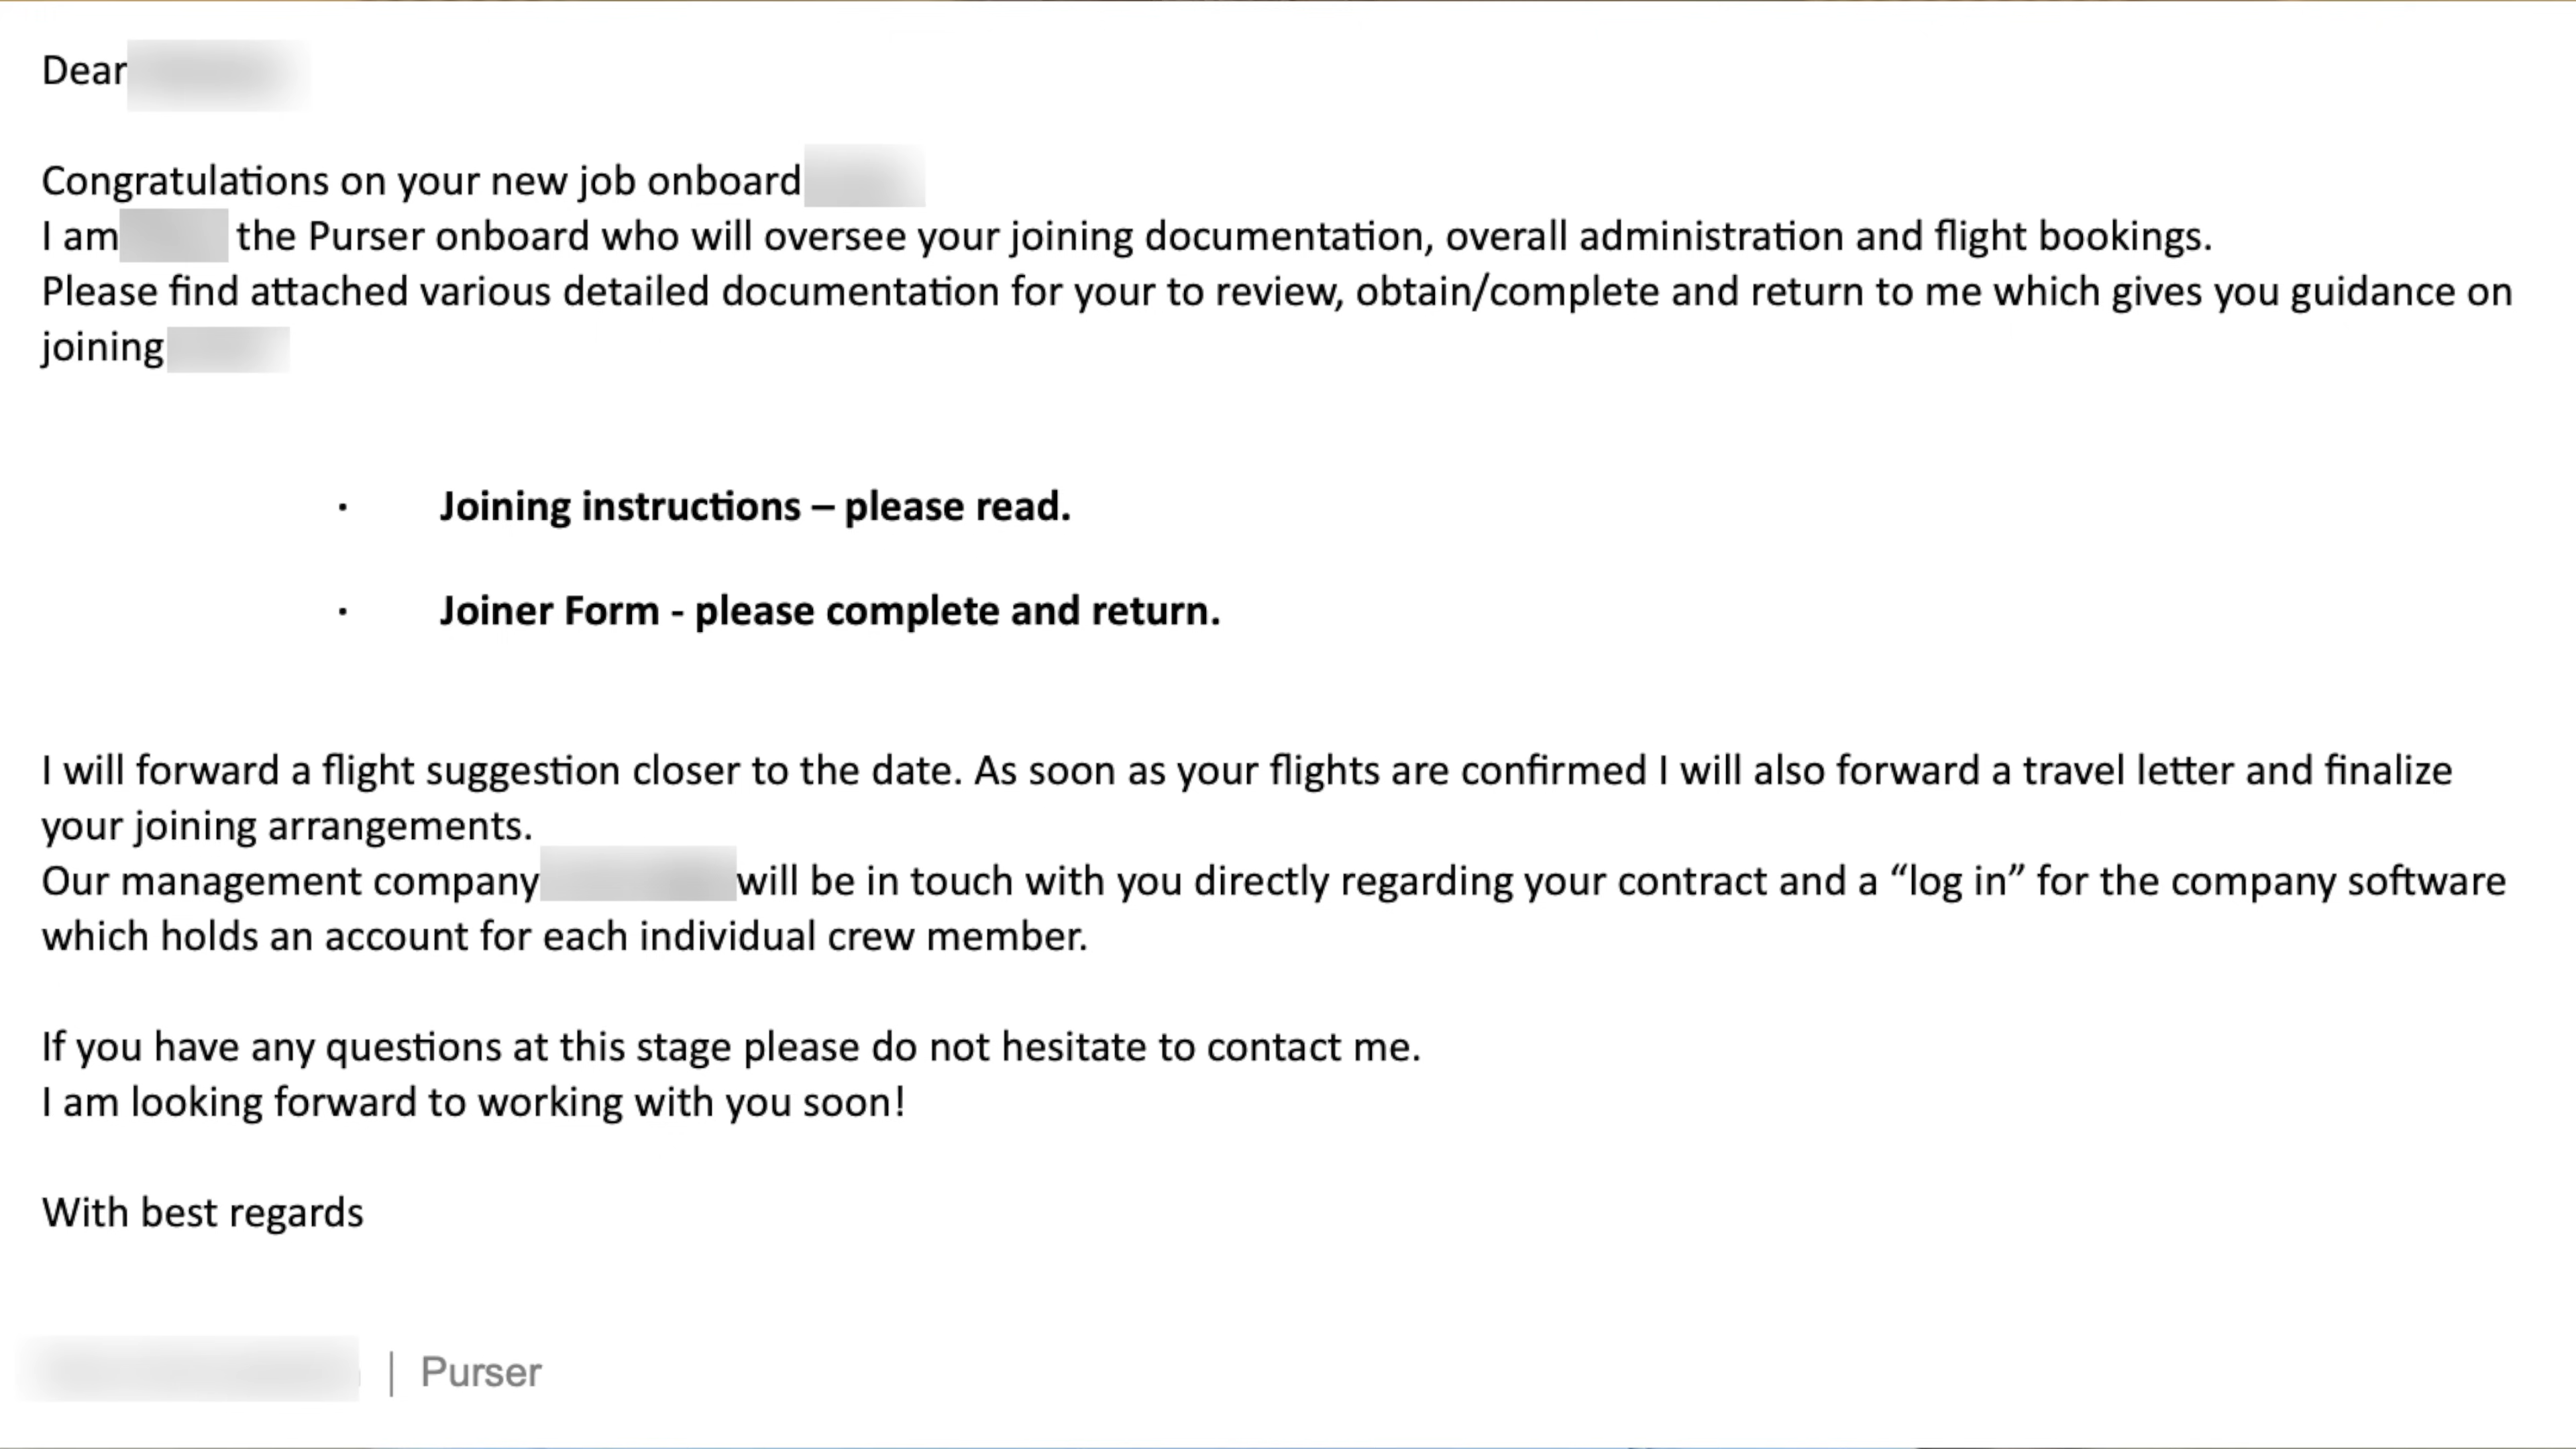 Dear
Congratulations on your new job onboard
I am the Purser onboard who will oversee your joining documentation, overall administration and flight bookings.
Please find attached various detailed documentation for your to review, obtain/complete and return to me which gives you guidance on
joining
· Joining instructions – please read.
· Joiner Form - please complete and return.
I will forward a flight suggestion closer to the date. As soon as your flights are confirmed I will also forward a travel letter and finalize
your joining arrangements.
Our management company will be in touch with you directly regarding your contract and a “log in” for the company software
which holds an account for each individual crew member.
If you have any questions at this stage please do not hesitate to contact me.
I am looking forward to working with you soon!
With best regards
| Purser